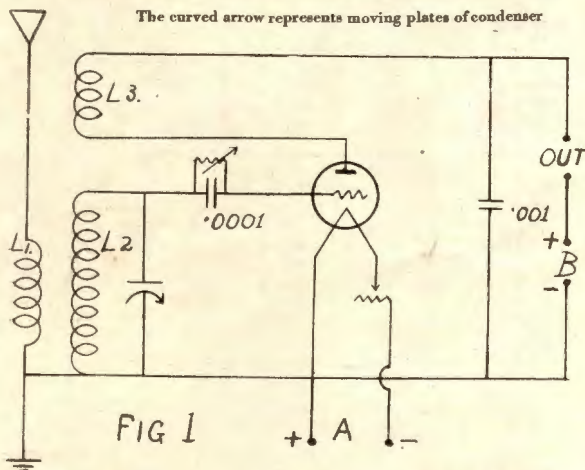 The curved arrow represents moving plates of condenser
L3.
OUT
.0001
.001
L1.
L2
+
B
-
FIG 1
+ A -